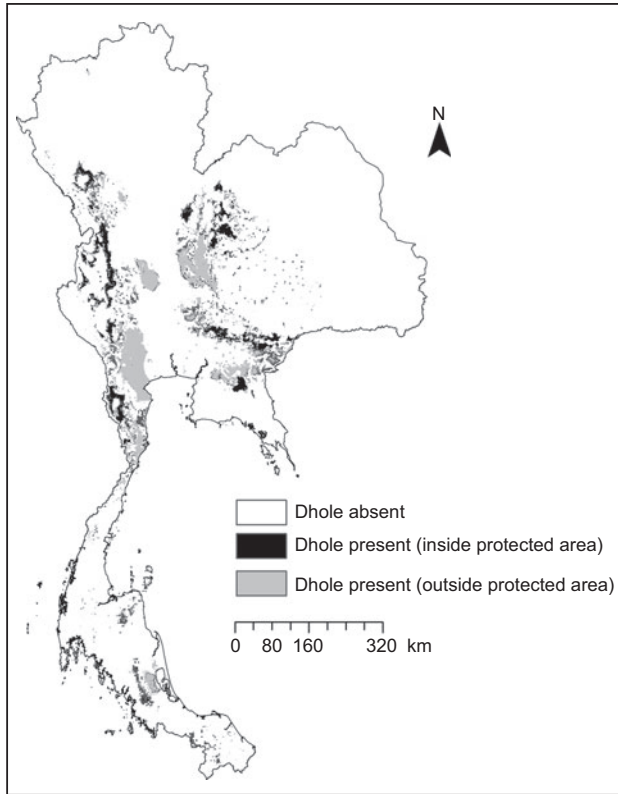 N
Dhole absent
Dhole present (inside protected area)
Dhole present (outside protected area)
0 80 160 320 km